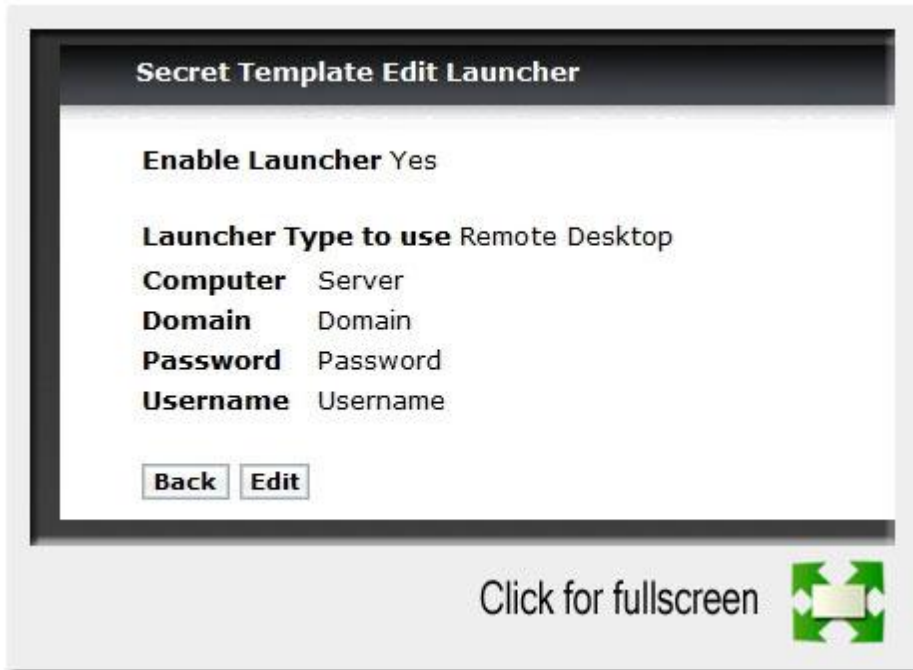 Secret Template Edit Launcher
Enable Launcher Yes
Launcher Type to use Remote Desktop
Computer Server
Domain Domain
Password Password
Username Username
Back Edit
Click for fullscreen